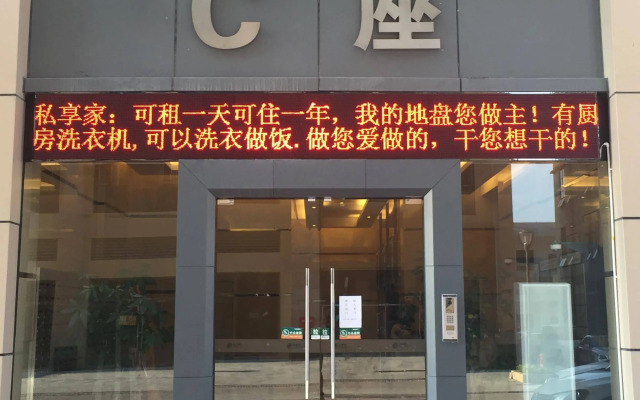 C座
私享家：可租一天可住一年，我的地盘您做主！有厨
房洗衣机,可以洗衣做饭.做您爱做的，干您想干的！